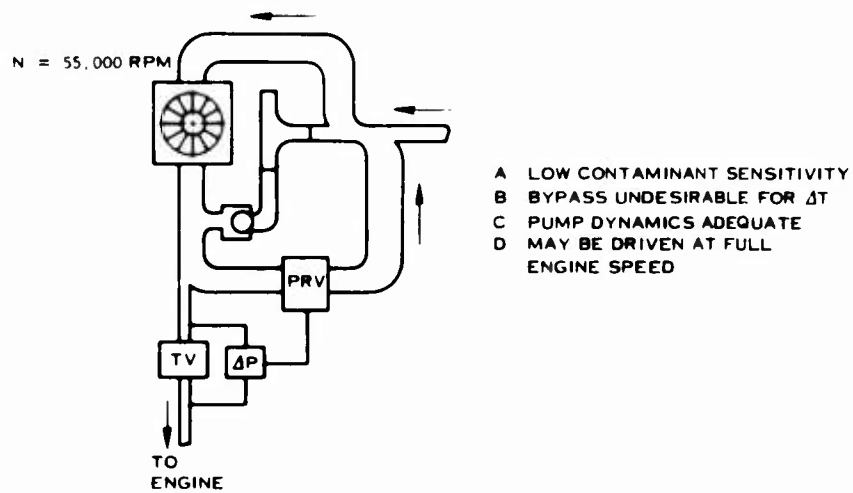 N = 55,000 RPM
A LOW CONTAMINANT SENSITIVITY
B BYPASS UNDESIRABLE FOR ΔT
C PUMP DYNAMICS ADEQUATE
D MAY BE DRIVEN AT FULL
ENGINE SPEED
PRV
TV
ΔP
TO
ENGINE